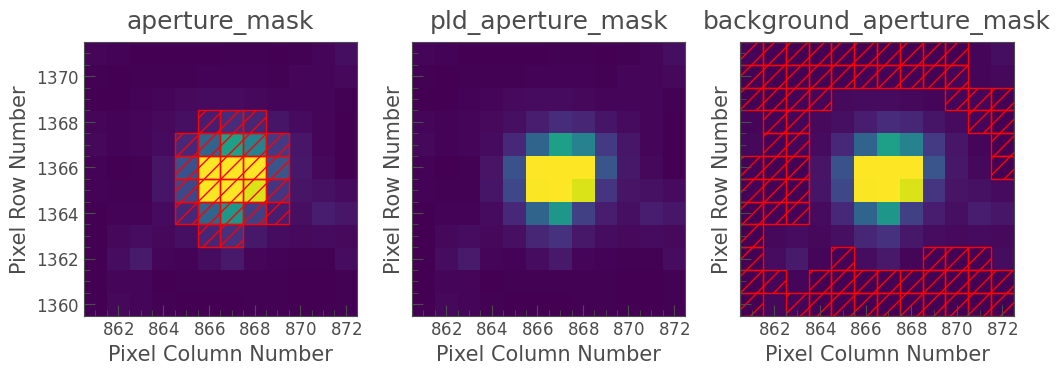 aperture_mask
pld_aperture_mask
background_aperture_mask
Pixel Row Number
1370
1368
1366
1364
1362
1360
862 864 866 868 870 872
Pixel Column Number
Pixel Row Number
862 864 866 868 870 872
Pixel Column Number
Pixel Row Number
862 864 866 868 870 872
Pixel Column Number